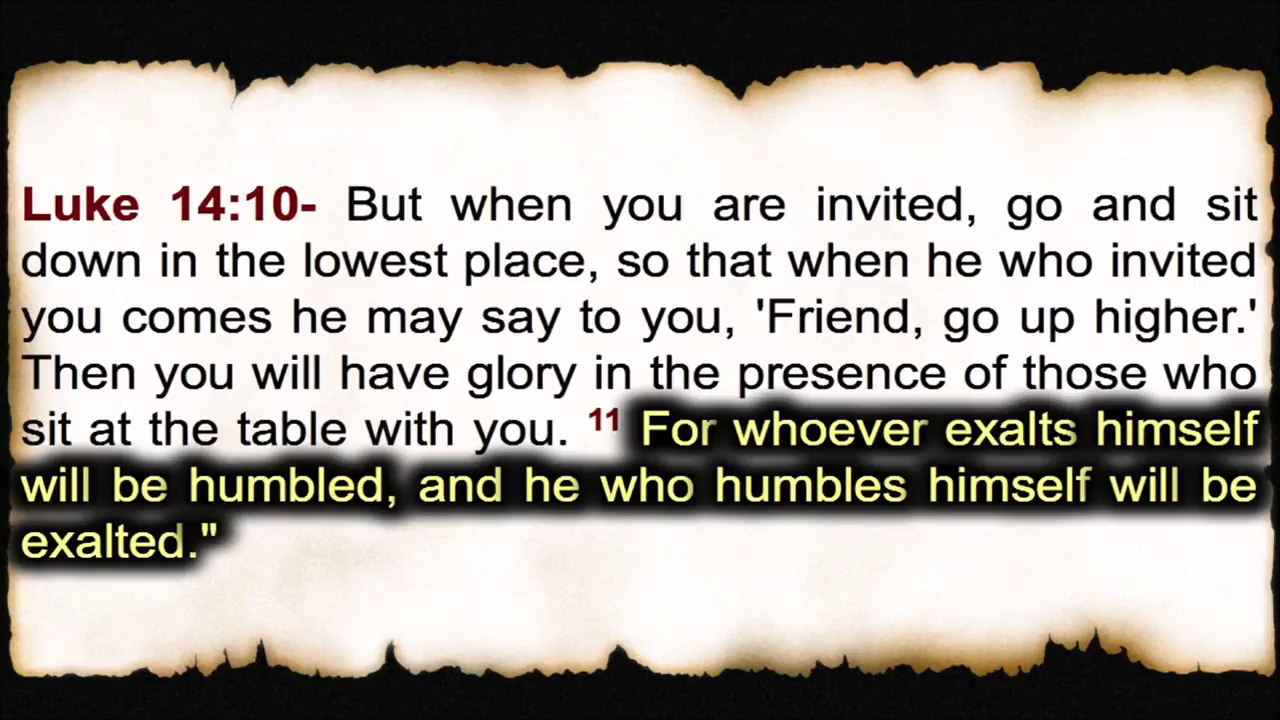 Luke 14:10- But when you are invited, go and sit
down in the lowest place, so that when he who invited
you comes he may say to you, 'Friend, go up higher.'
Then you will have glory in the presence of those who
sit at the table with you. 11 For whoever exalts himself
will be humbled, and he who humbles himself will be
exalted."